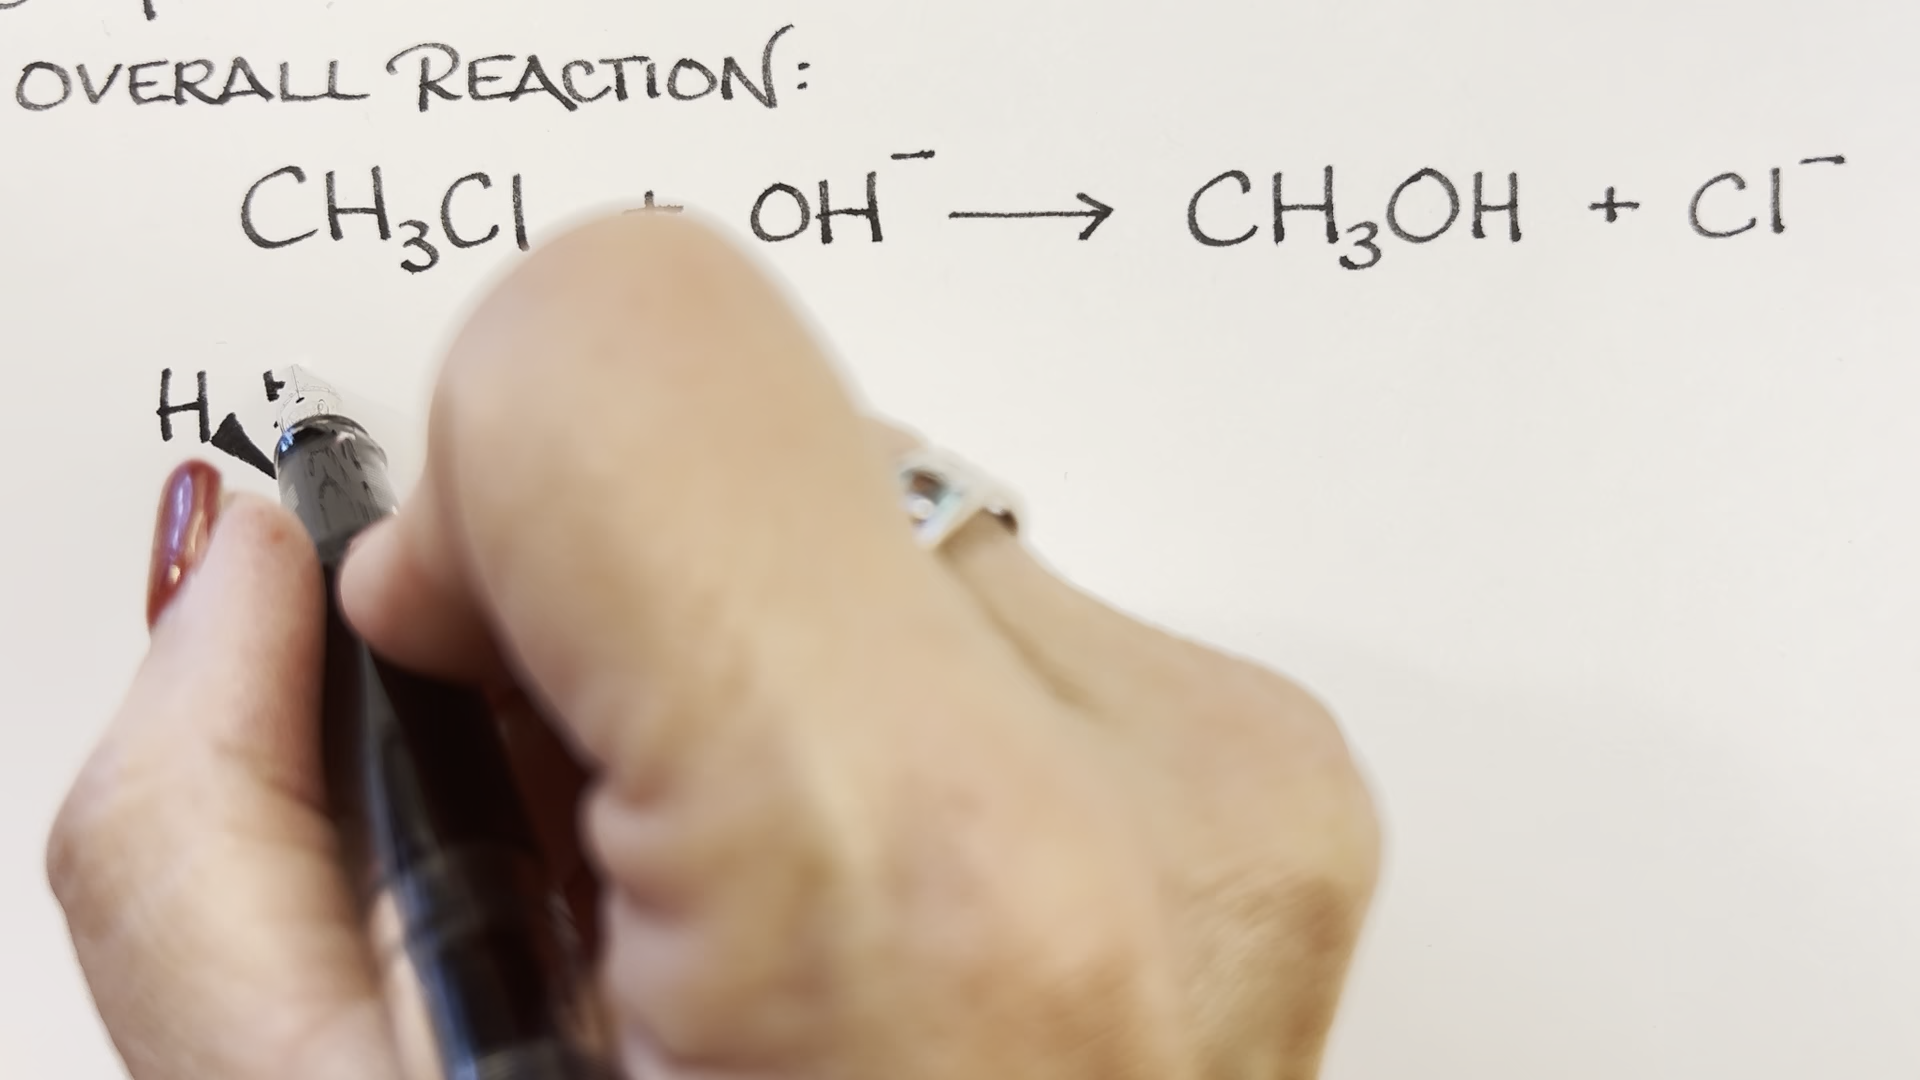 OVERALL REACTION:
CH₃Cl + OH⁻ → CH₃OH + Cl⁻
H